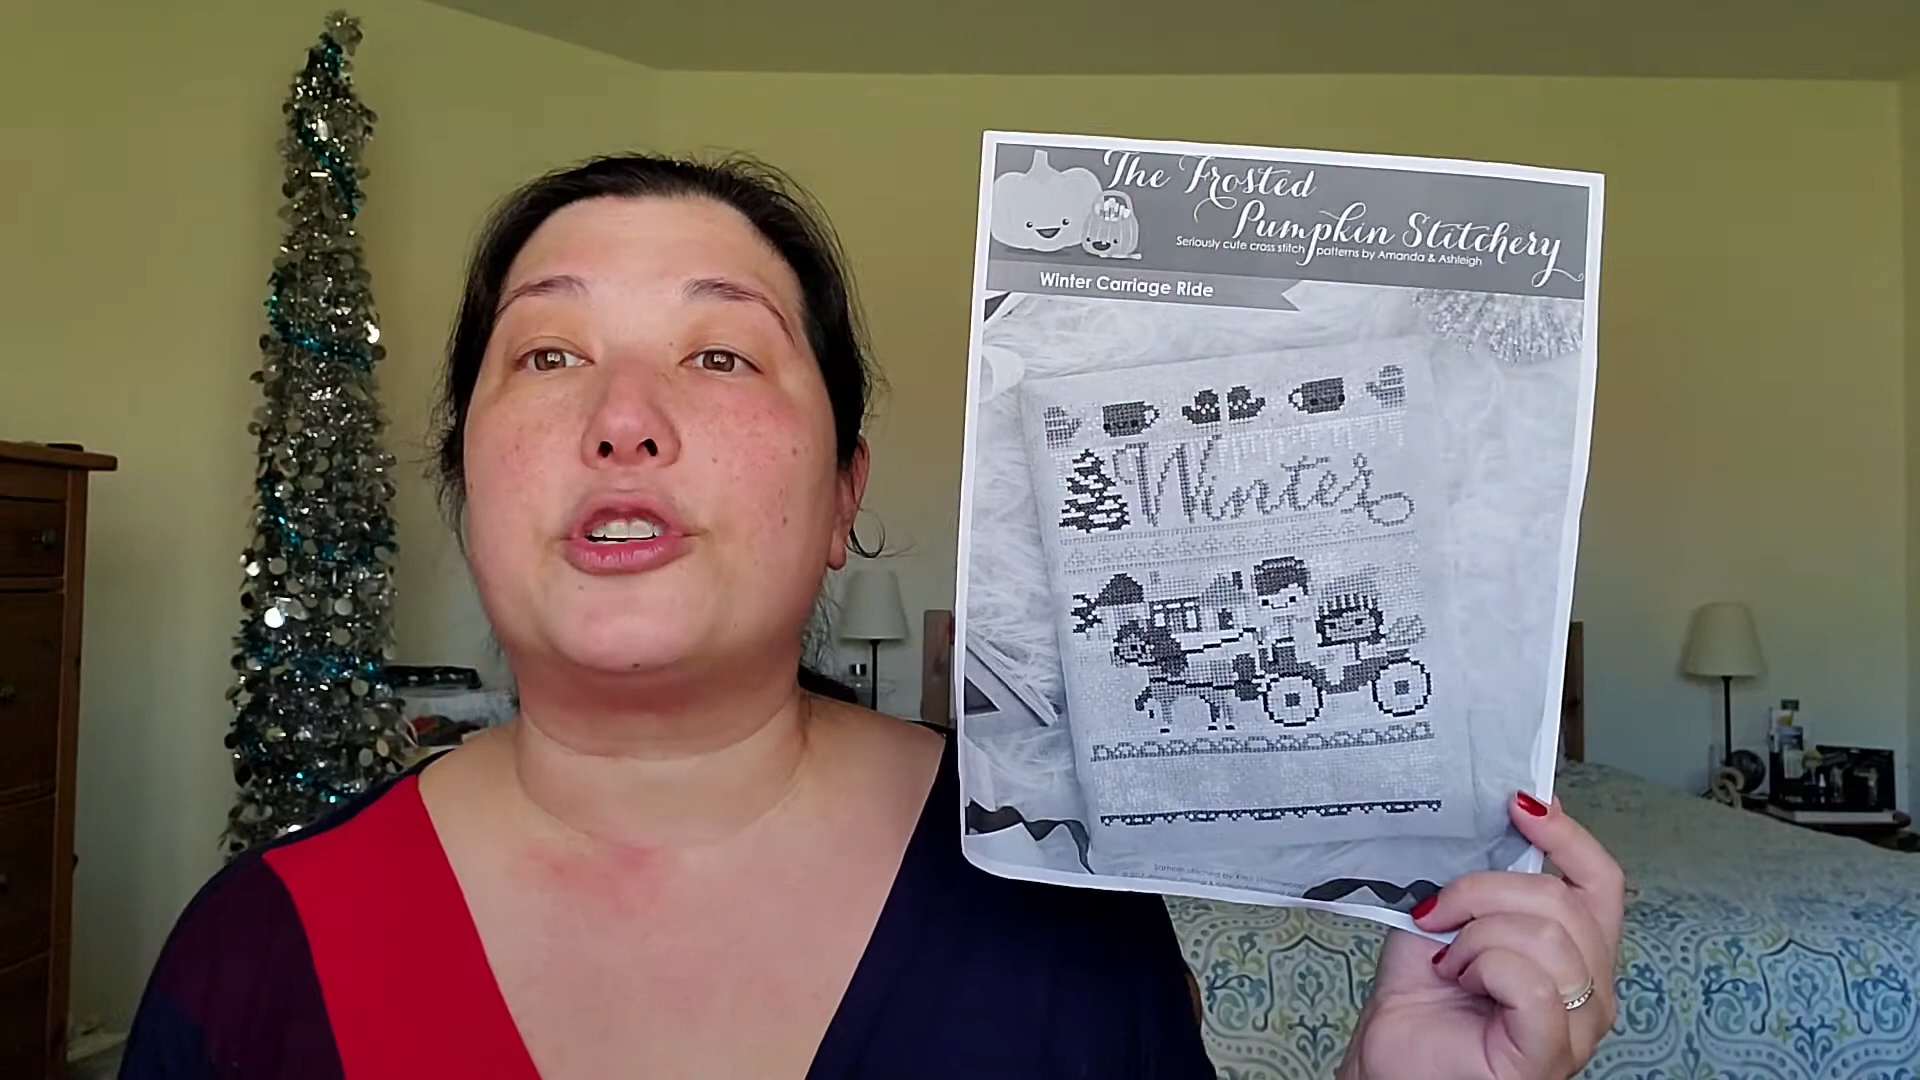 The Frosted
Pumpkin Stitchery
Seriously cute cross stitch patterns by Amanda & Ashleigh
Winter Carriage Ride
Winter